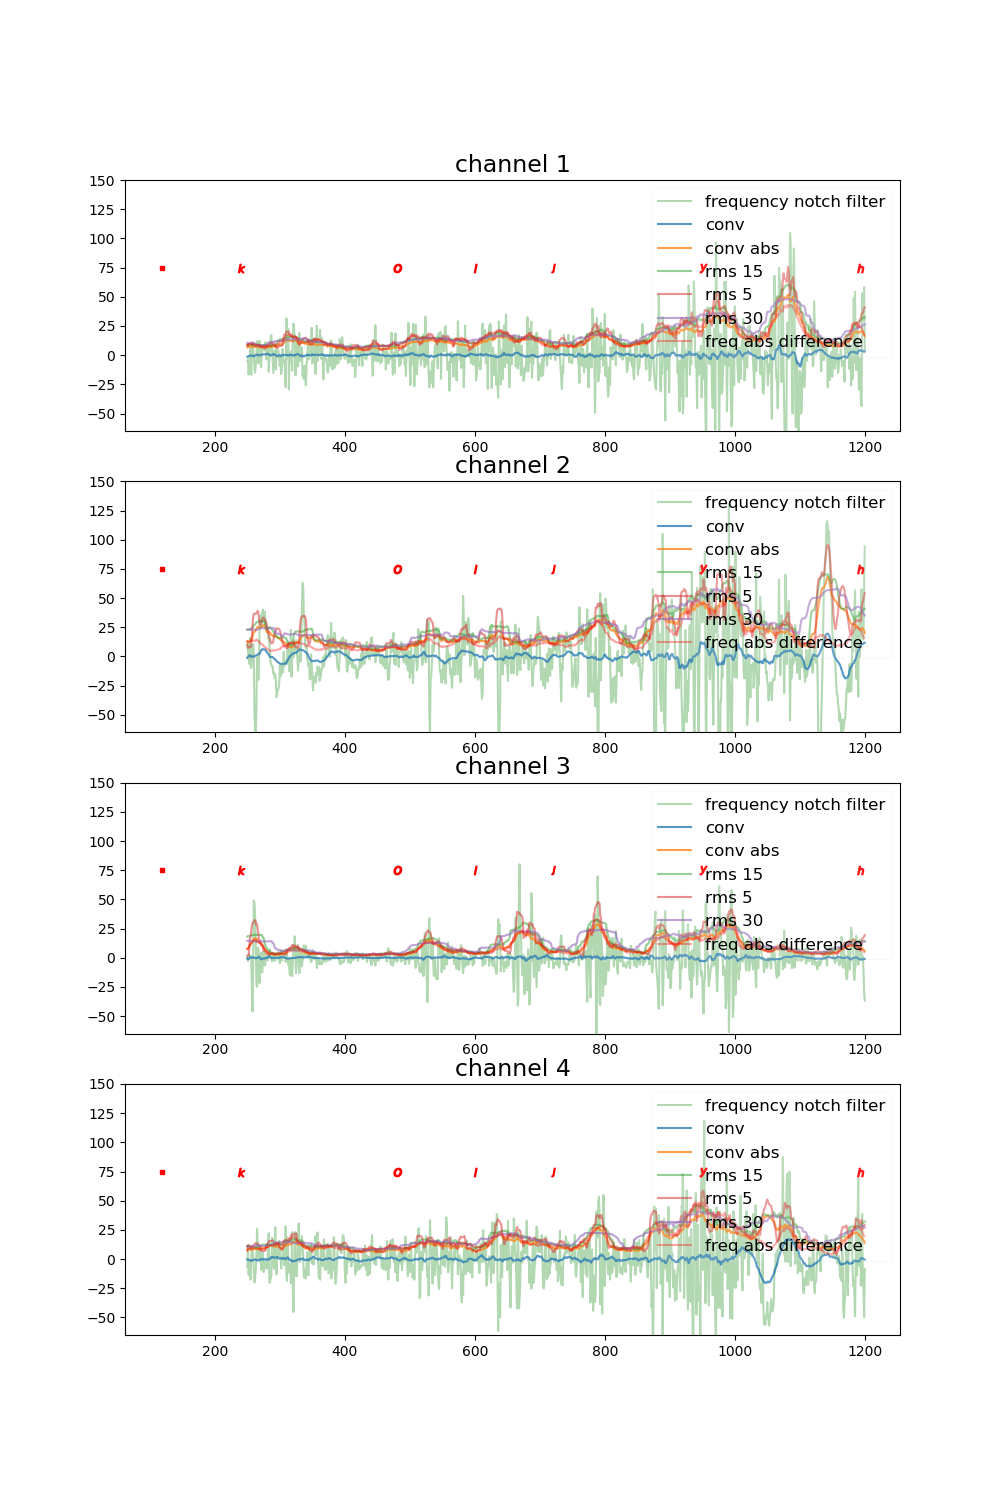 channel 1
150
125
100
75
50
25
0
−25
−50
k O I J y h
frequency notch filter
conv
conv abs
rms 15
rms 5
rms 30
freq abs difference
200 400 600 800 1000 1200
channel 2
150
125
100
75
50
25
0
−25
−50
k O I J y h
frequency notch filter
conv
conv abs
rms 15
rms 5
rms 30
freq abs difference
200 400 600 800 1000 1200
channel 3
150
125
100
75
50
25
0
−25
−50
k O I J y h
frequency notch filter
conv
conv abs
rms 15
rms 5
rms 30
freq abs difference
200 400 600 800 1000 1200
channel 4
150
125
100
75
50
25
0
−25
−50
k O I J y h
frequency notch filter
conv
conv abs
rms 15
rms 5
rms 30
freq abs difference
200 400 600 800 1000 1200